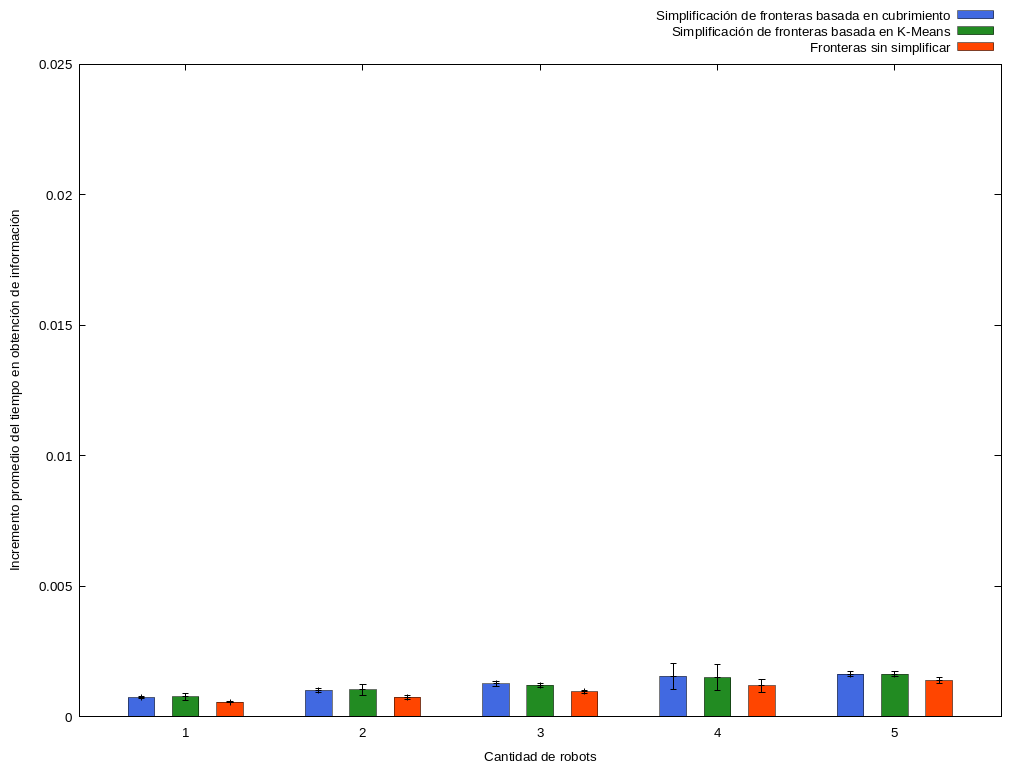 Simplificación de fronteras basada en cubrimiento
Simplificación de fronteras basada en K-Means
Fronteras sin simplificar
0.025
0.02
0.015
0.01
0.005
0
Incremento promedio del tiempo en obtención de información
1 2 3 4 5
Cantidad de robots